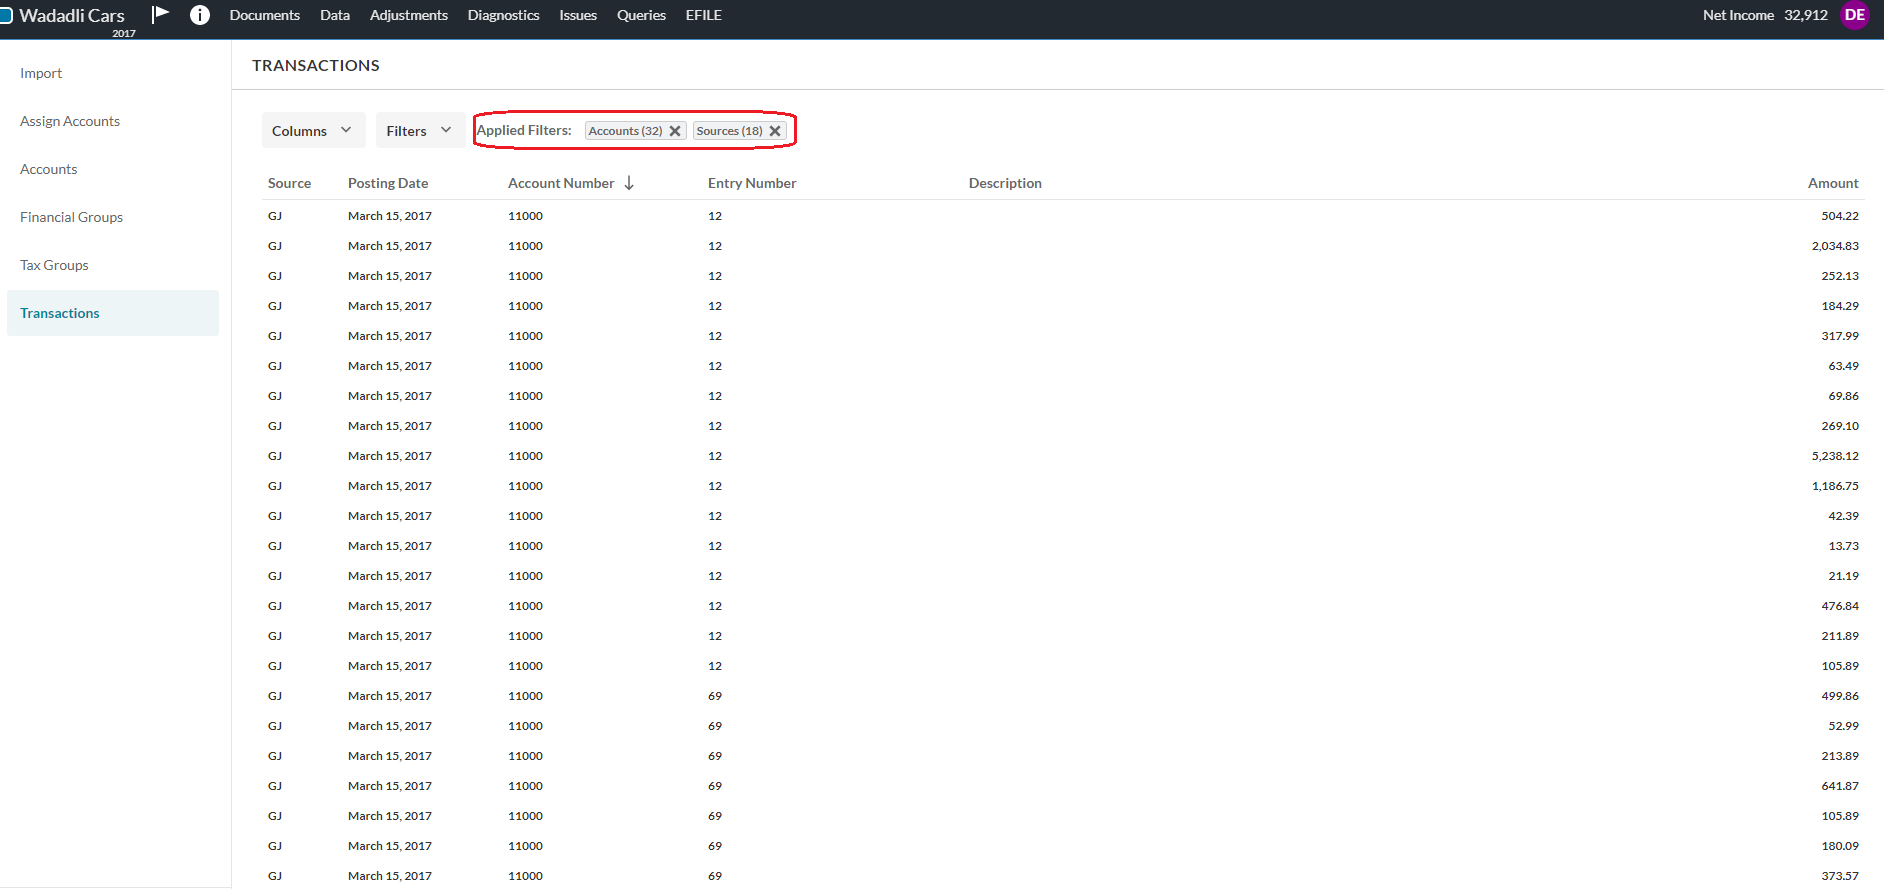 Wadadli Cars Documents Data Adjustments Diagnostics Issues Queries EFILE Net Income 32,912 DE
2017
Import
Assign Accounts
Accounts
Financial Groups
Tax Groups
Transactions
TRANSACTIONS
Columns Filters Applied Filters: Accounts (32) Sources (18)
Source Posting Date Account Number Entry Number Description Amount
GJ March 15, 2017 11000 12 504.22
GJ March 15, 2017 11000 12 2,034.83
GJ March 15, 2017 11000 12 252.13
GJ March 15, 2017 11000 12 184.29
GJ March 15, 2017 11000 12 317.99
GJ March 15, 2017 11000 12 63.49
GJ March 15, 2017 11000 12 69.86
GJ March 15, 2017 11000 12 269.10
GJ March 15, 2017 11000 12 5,238.12
GJ March 15, 2017 11000 12 1,186.75
GJ March 15, 2017 11000 12 42.39
GJ March 15, 2017 11000 12 13.73
GJ March 15, 2017 11000 12 21.19
GJ March 15, 2017 11000 12 476.84
GJ March 15, 2017 11000 12 211.89
GJ March 15, 2017 11000 12 105.89
GJ March 15, 2017 11000 69 499.86
GJ March 15, 2017 11000 69 52.99
GJ March 15, 2017 11000 69 213.89
GJ March 15, 2017 11000 69 641.87
GJ March 15, 2017 11000 69 105.89
GJ March 15, 2017 11000 69 180.09
GJ March 15, 2017 11000 69 373.57